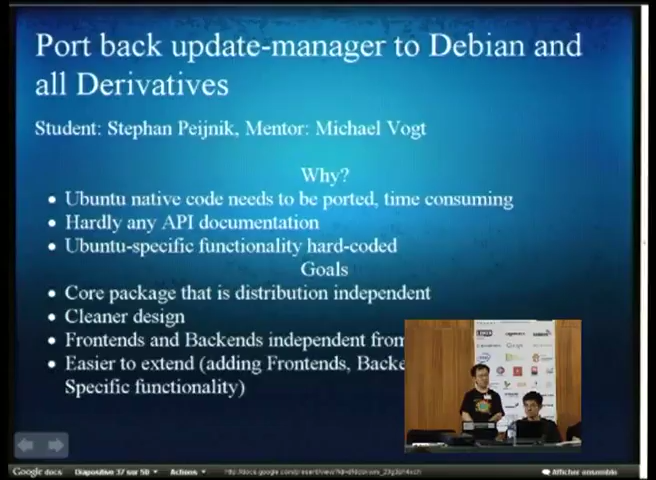 Port back update-manager to Debian and
all Derivatives
Student: Stephan Peijnik, Mentor: Michael Vogt
Why?
Ubuntu native code needs to be ported, time consuming
Hardly any API documentation
Ubuntu-specific functionality hard-coded
Goals
Core package that is distribution independent
Cleaner design
Frontends and Backends independent from
Easier to extend (adding Frontends, Backe
Specific functionality)
Google docs Diapositive 37 sur 50 Actions Afficher ensemble